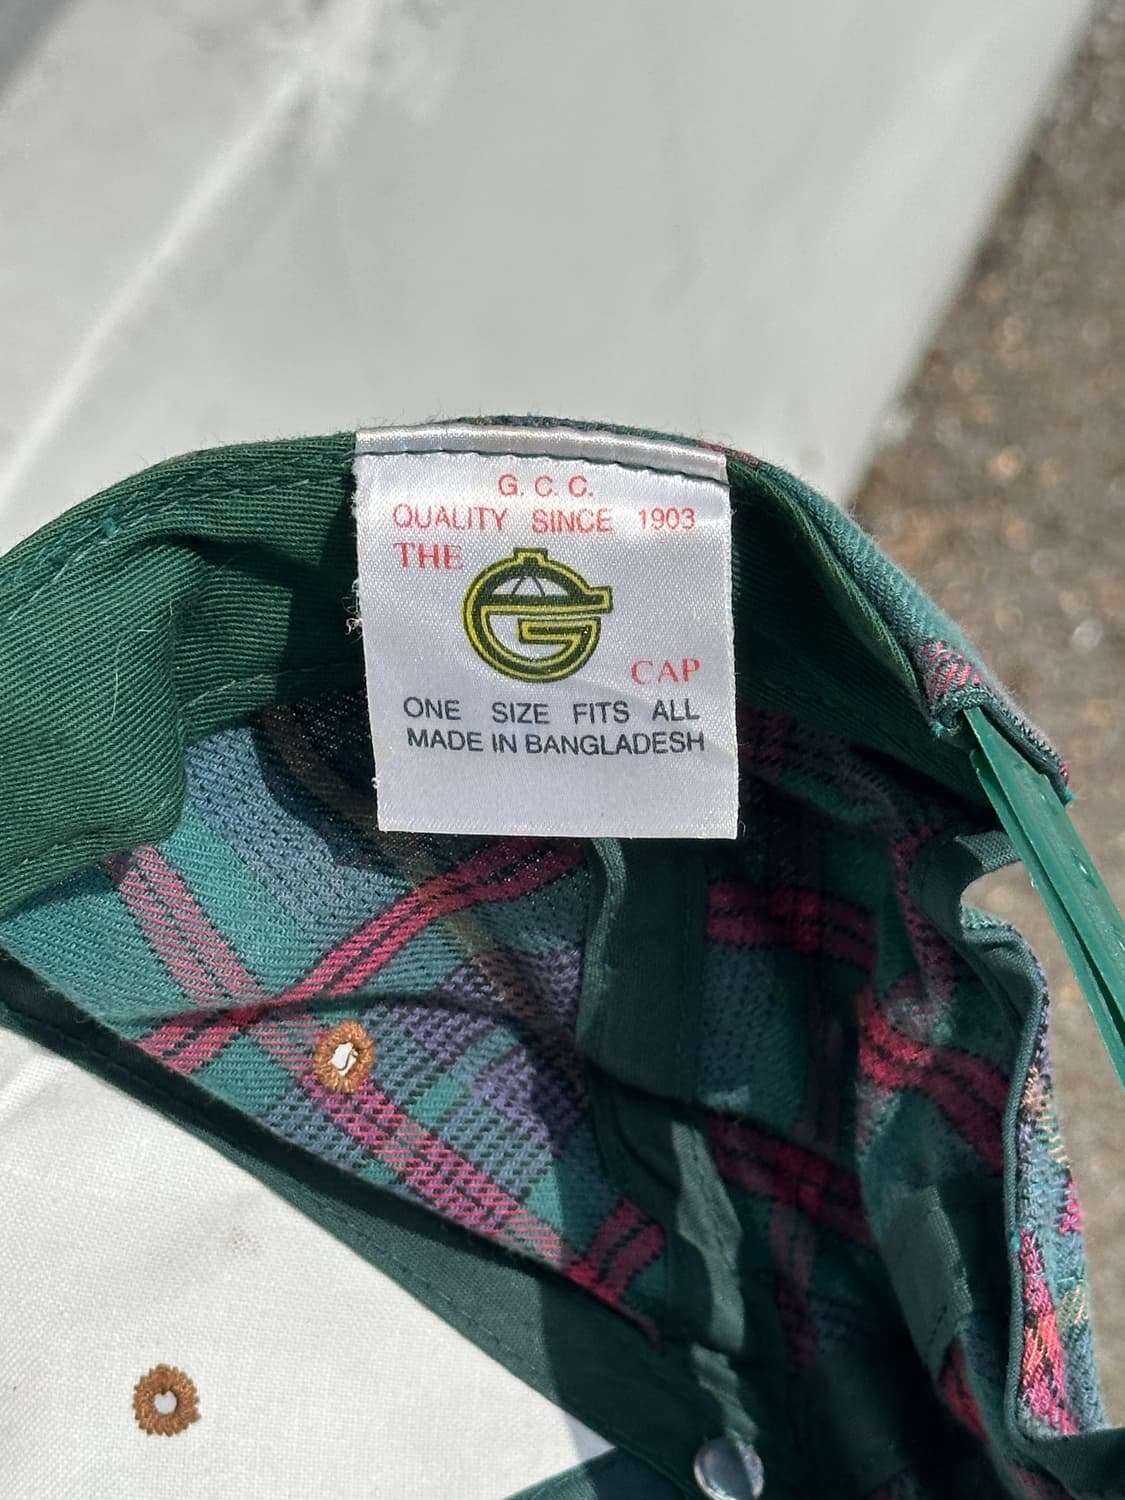 G. C. C.
QUALITY SINCE 1903
THE G CAP
ONE SIZE FITS ALL
MADE IN BANGLADESH